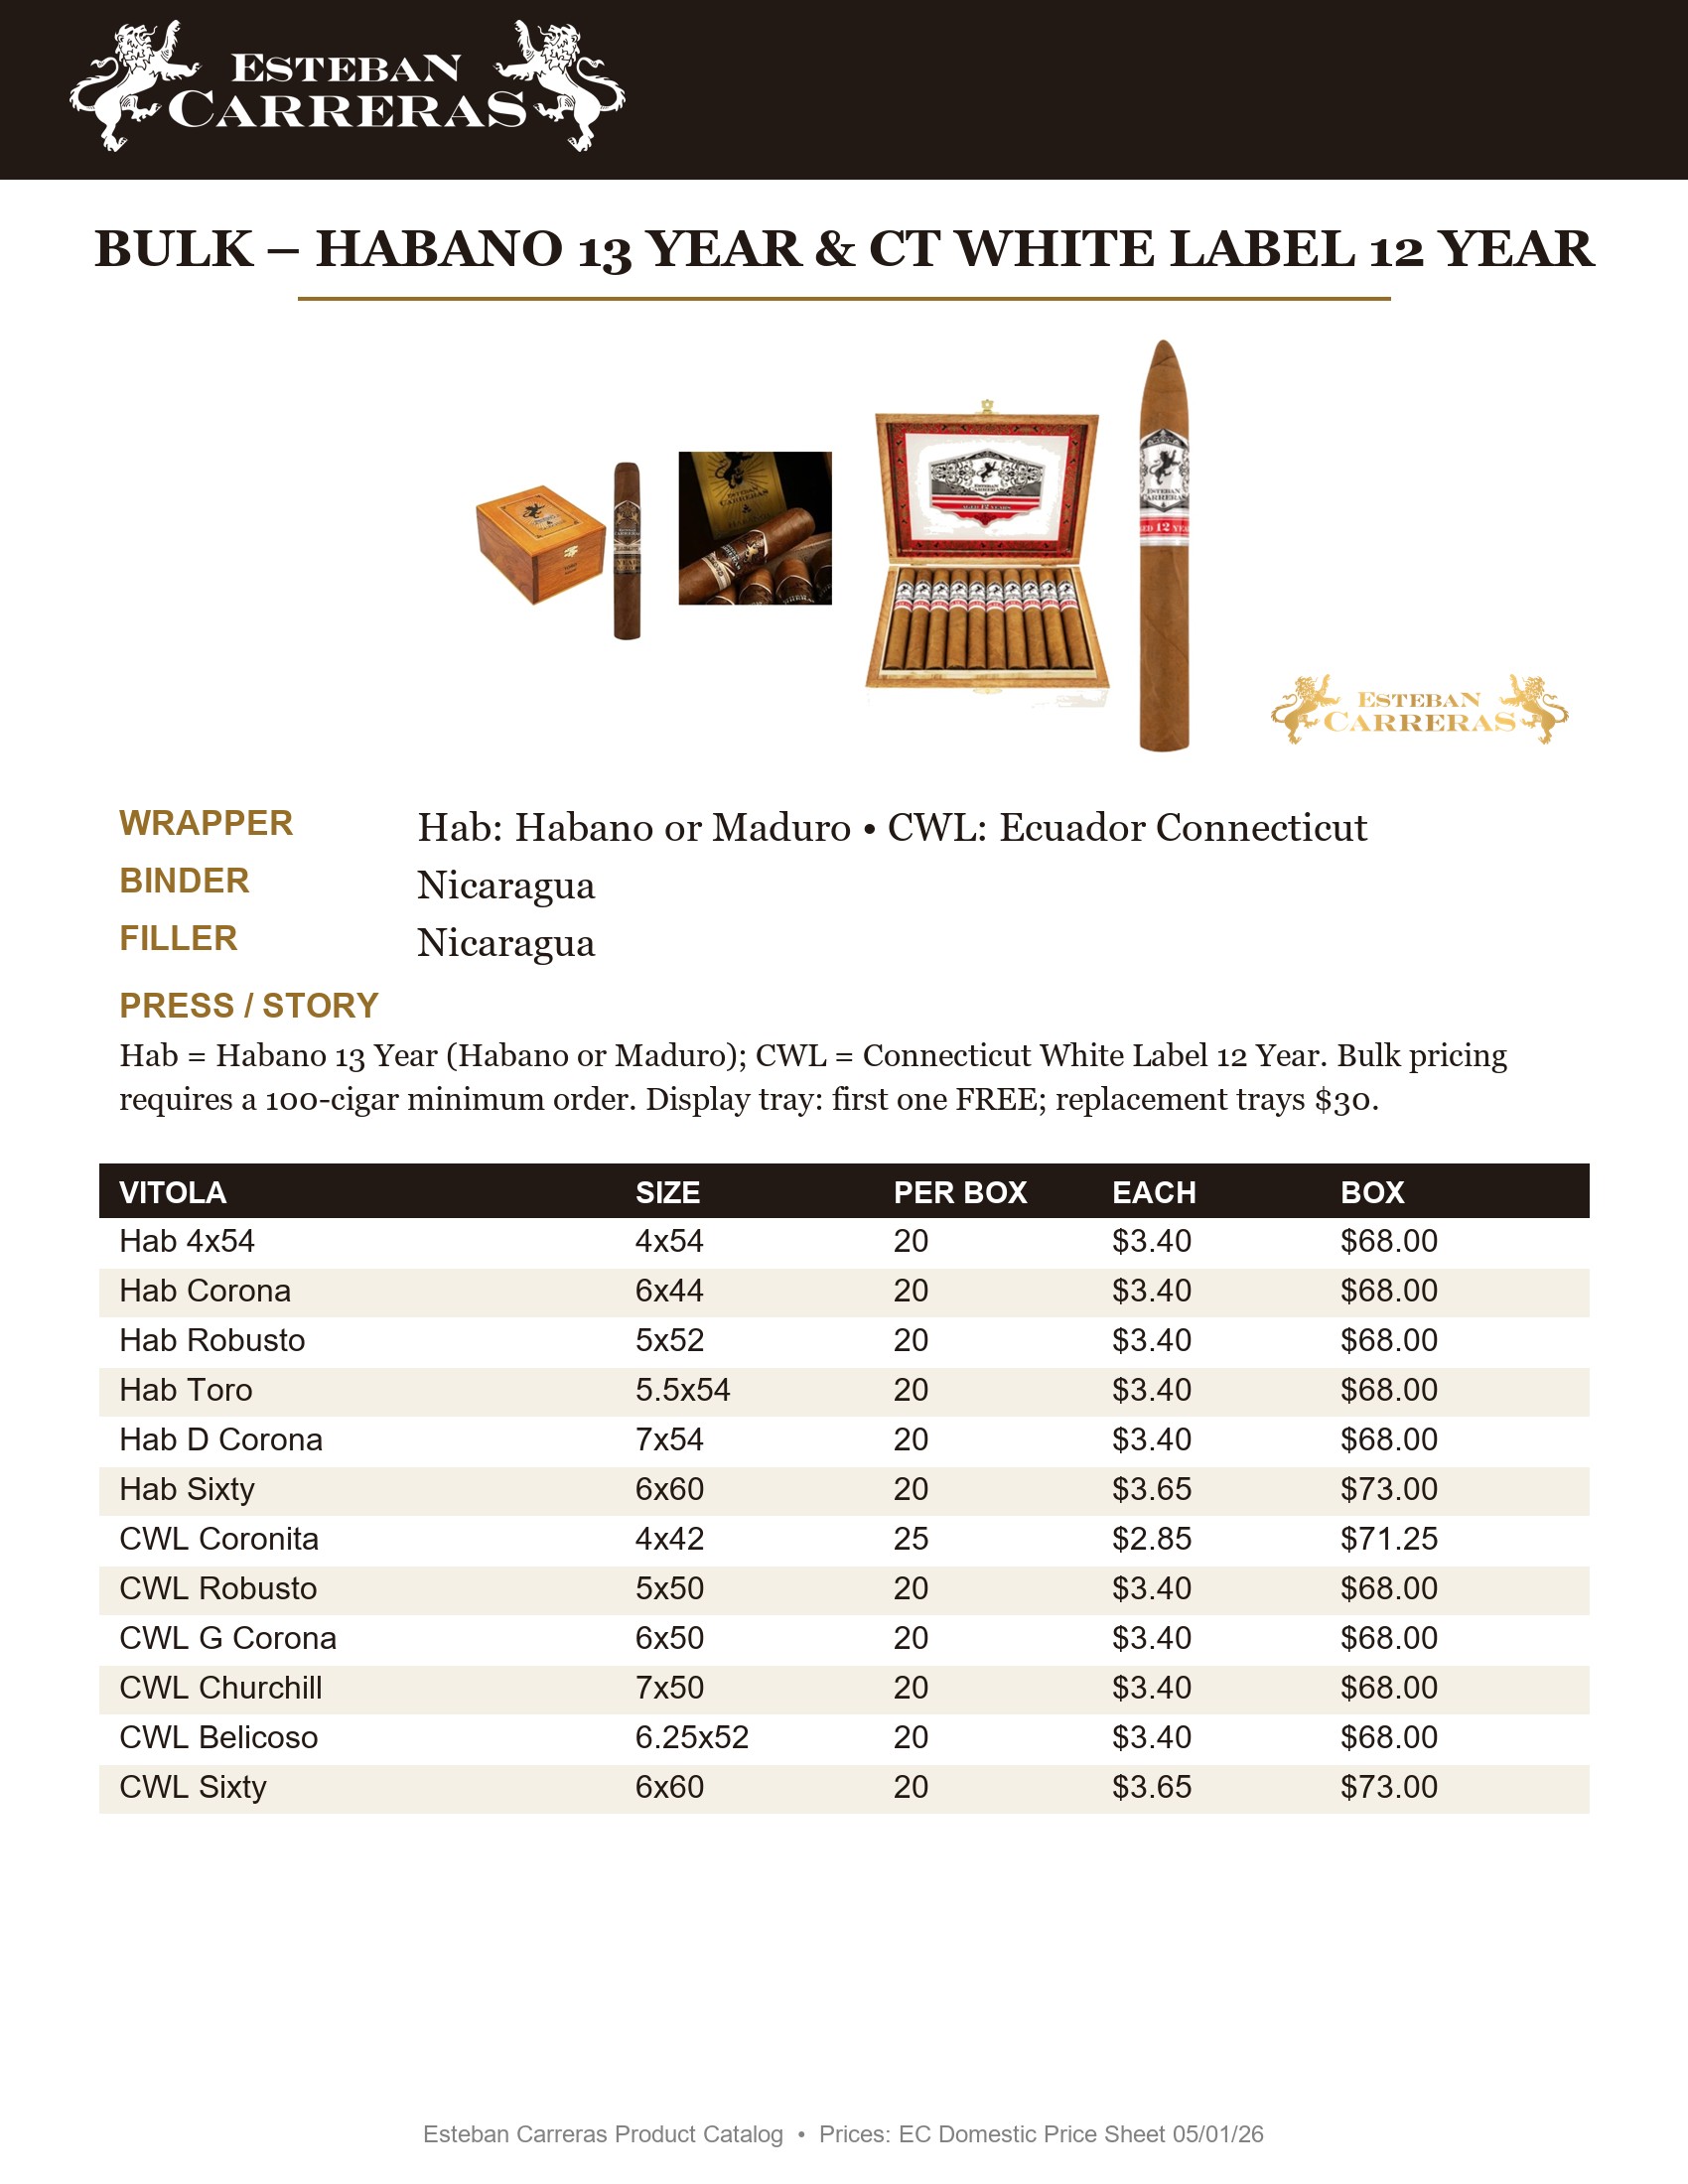 ESTEBAN
CARRERAS
BULK – HABANO 13 YEAR & CT WHITE LABEL 12 YEAR
ESTEBAN
CARRERAS
AGED 12 YEARS
ESTEBAN
CARRERAS
12
ESTEBAN
CARRERAS
WRAPPER Hab: Habano or Maduro • CWL: Ecuador Connecticut
BINDER Nicaragua
FILLER Nicaragua
PRESS / STORY
Hab = Habano 13 Year (Habano or Maduro); CWL = Connecticut White Label 12 Year. Bulk pricing
requires a 100-cigar minimum order. Display tray: first one FREE; replacement trays $30.
VITOLA SIZE PER BOX EACH BOX
Hab 4x54 4x54 20 $3.40 $68.00
Hab Corona 6x44 20 $3.40 $68.00
Hab Robusto 5x52 20 $3.40 $68.00
Hab Toro 5.5x54 20 $3.40 $68.00
Hab D Corona 7x54 20 $3.40 $68.00
Hab Sixty 6x60 20 $3.65 $73.00
CWL Coronita 4x42 25 $2.85 $71.25
CWL Robusto 5x50 20 $3.40 $68.00
CWL G Corona 6x50 20 $3.40 $68.00
CWL Churchill 7x50 20 $3.40 $68.00
CWL Belicoso 6.25x52 20 $3.40 $68.00
CWL Sixty 6x60 20 $3.65 $73.00
Esteban Carreras Product Catalog • Prices: EC Domestic Price Sheet 05/01/26